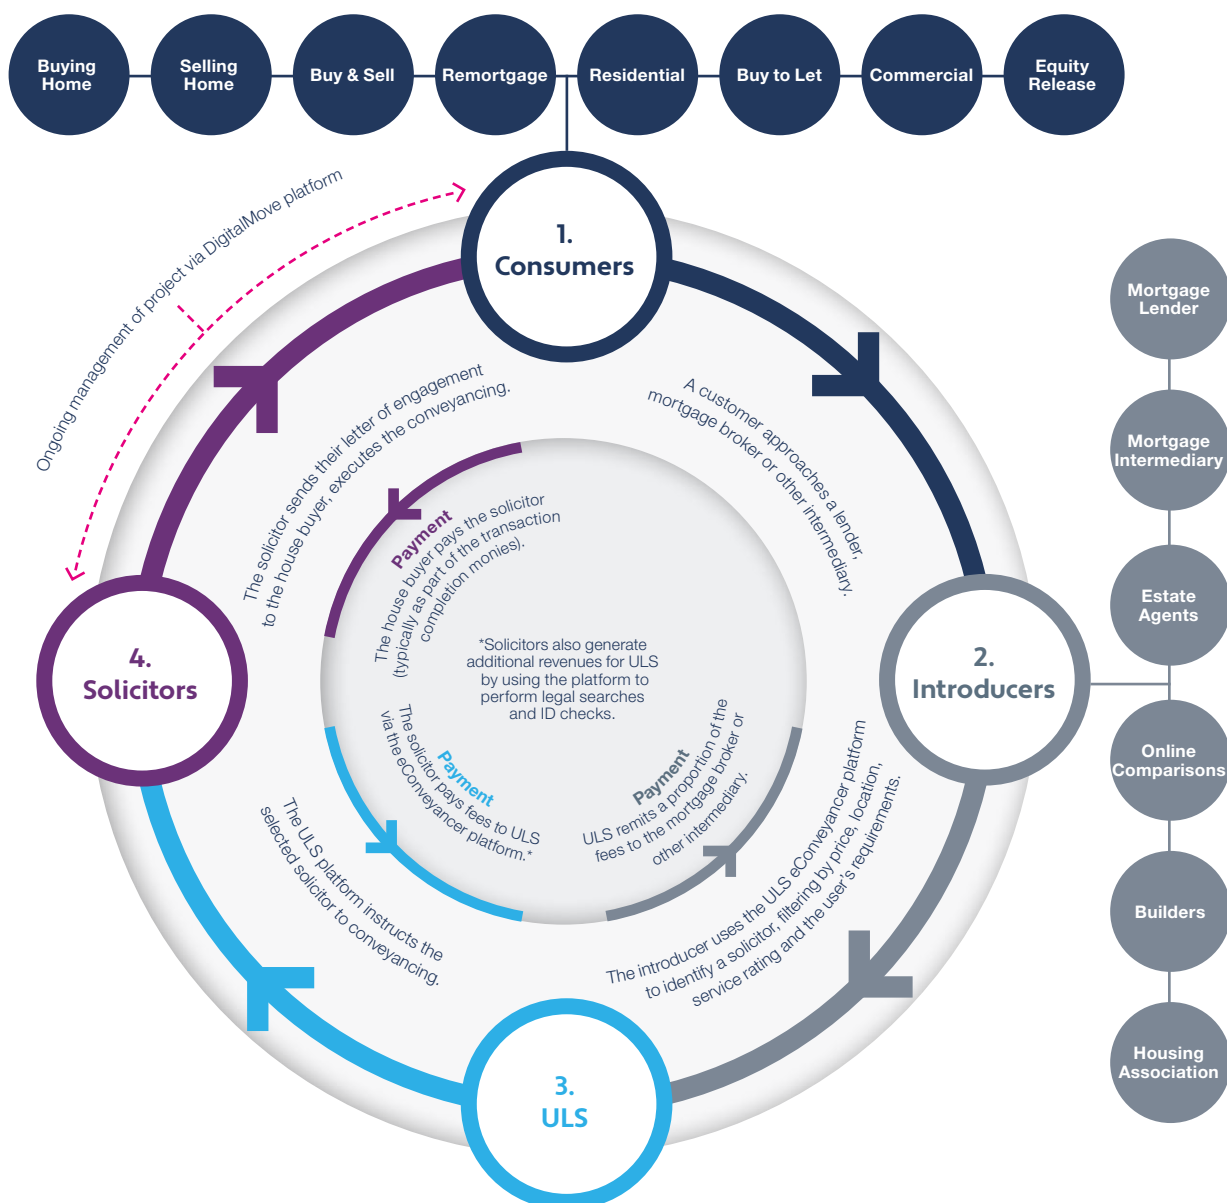 Buying
Home
Selling
Home
Buy & Sell
Remortgage
Residential
Buy to Let
Commercial
Equity
Release
Ongoing management of project via DigitalMove platform
1.
Consumers
A customer approaches a lender,
mortgage broker or other intermediary.
Mortgage
Lender
Mortgage
Intermediary
Estate
Agents
Online
Comparisons
Builders
Housing
Association
2.
Introducers
The introducer uses the ULS eConveyancer platform
to identify a solicitor, filtering by price, location,
service rating and the user's requirements.
3.
ULS
The ULS platform instructs the
selected solicitor to conveyancing.
4.
Solicitors
The solicitor sends their letter of engagement
to the house buyer, executes the conveyancing.
Payment
The house buyer pays the solicitor
(typically as part of the transaction
completion monies).
*Solicitors also generate
additional revenues for ULS
by using the platform to
perform legal searches
and ID checks.
Payment
The solicitor pays fees to ULS
via the eConveyancer platform.*
Payment
ULS remits a proportion of the
fees to the mortgage broker or
other intermediary.